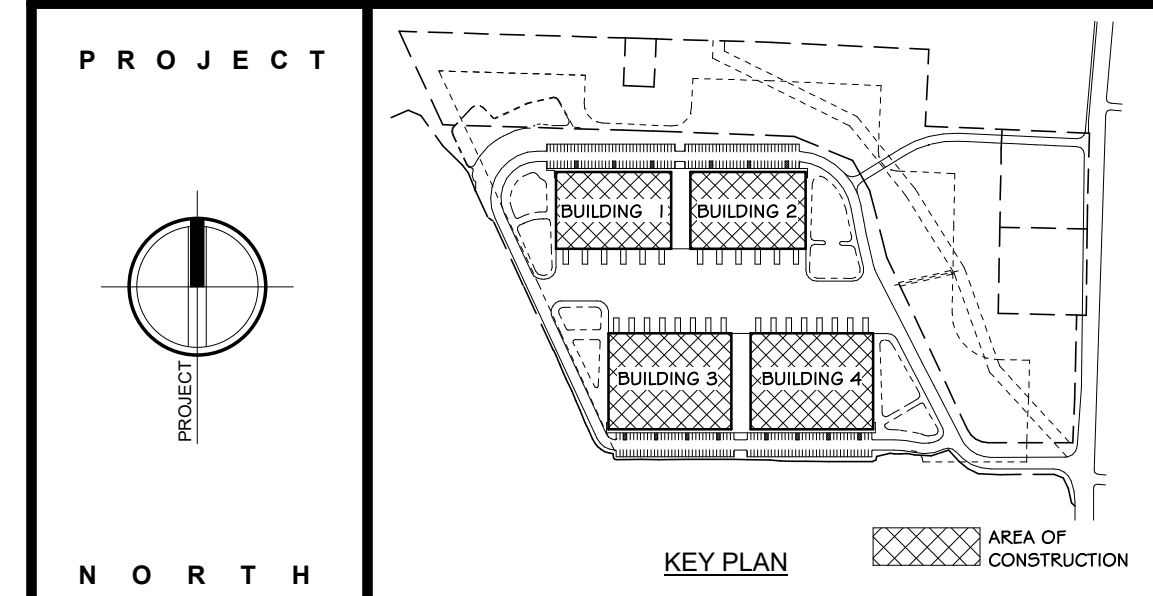 P R O J E C T
PROJECT
N O R T H
BUILDING 1
BUILDING 2
BUILDING 3
BUILDING 4
KEY PLAN
AREA OF
CONSTRUCTION